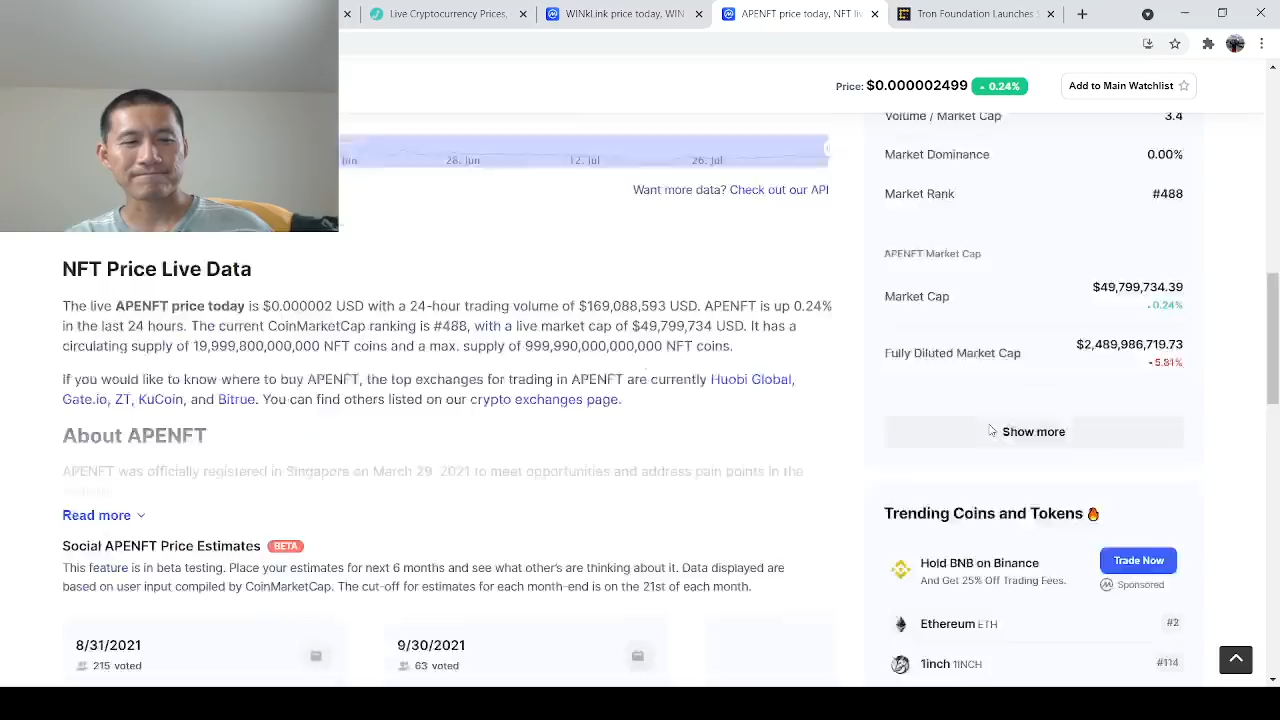 Live Cryptocurrency Prices,
WINkLink price today, WIN
APENFT price today, NFT li
Tron Foundation Launches
Price: $0.000002499 0.24%
Add to Main Watchlist
Volume / Market Cap 3.4
28. Jun 12. Jul 26. Jul
Market Dominance 0.00%
Want more data? Check out our API
Market Rank #488
APENFT Market Cap
NFT Price Live Data
Market Cap $49,799,734.39
0.24%
The live APENFT price today is $0.000002 USD with a 24-hour trading volume of $169,088,593 USD. APENFT is up 0.24%
in the last 24 hours. The current CoinMarketCap ranking is #488, with a live market cap of $49,799,734 USD. It has a
circulating supply of 19,999,800,000,000 NFT coins and a max. supply of 999,990,000,000,000 NFT coins.
Fully Diluted Market Cap $2,489,986,719.73
5.81%
If you would like to know where to buy APENFT, the top exchanges for trading in APENFT are currently Huobi Global,
Gate.io, ZT, KuCoin, and Bitrue. You can find others listed on our crypto exchanges page.
Show more
About APENFT
APENFT was officially registered in Singapore on March 29 2021 to meet opportunities and address pain points in the
Read more
Trending Coins and Tokens
Social APENFT Price Estimates BETA
This feature is in beta testing. Place your estimates for next 6 months and see what other's are thinking about it. Data displayed are
based on user input compiled by CoinMarketCap. The cut-off for estimates for each month-end is on the 21st of each month.
Hold BNB on Binance Trade Now
And Get 25% Off Trading Fees. Sponsored
Ethereum ETH #2
8/31/2021 9/30/2021
215 voted 63 voted
1inch 1INCH #114